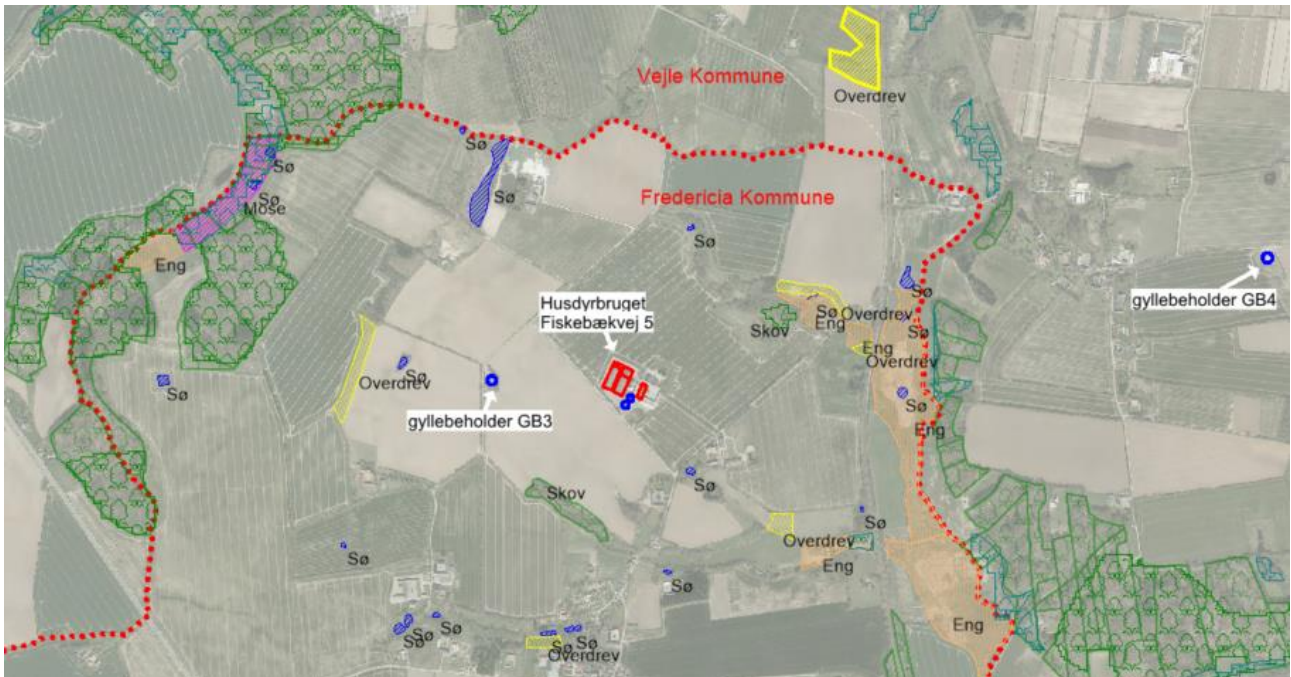 Vejle Kommune
Overdrev
Sø
Sø
Sø
Mose
Sø
Fredericia Kommune
Sø
Eng
Sø
gyllebeholder GB4
Husdyrbruget
Fiskebækvej 5
Sø
Overdrev
Eng
Skov
Sø
Eng
Overdrev
Sø
Overdrev
Sø
Sø
gyllebeholder GB3
Eng
Skov
Sø
Sø
Overdrev
Sø
Eng
Sø
Sø
Sø
Sø
Eng
Sø
Sø
Overdrev